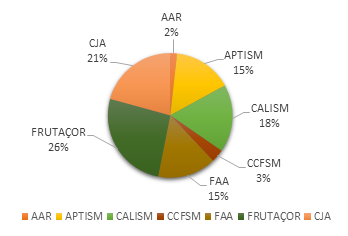 AAR
2%
APTISM
15%
CALISM
18%
CCFSM
3%
FAA
15%
FRUTAÇOR
26%
CJA
21%
AAR APTISM CALISM CCFSM FAA FRUTAÇOR CJA